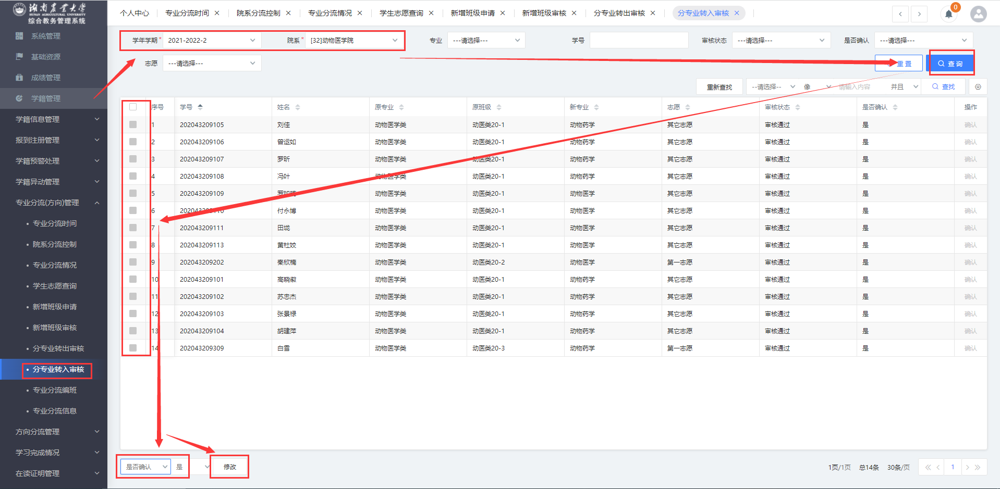 湖南农业大学
HUNAN AGRICULTURAL UNIVERSITY
综合教务管理系统
系统管理
基础资源
成绩管理
学籍管理
学籍信息管理
报到注册管理
学籍预警处理
学籍异动管理
专业分流(方向)管理
专业分流时间
院系分流控制
专业分流情况
学生志愿查询
新增班级申请
新增班级审核
分专业转出审核
分专业转入审核
专业分流编班
专业分流信息
方向分流管理
学习完成情况
在读证明管理
个人中心 专业分流时间 院系分流控制 专业分流情况 学生志愿查询 新增班级申请 新增班级审核 分专业转出审核 分专业转入审核 0
学年学期* 2021-2022-2 院系* [32]动物医学院 专业 ---请选择--- 学号 审核状态 ---请选择--- 是否确认 ---请选择---
志愿 ---请选择--- 重置 查询
重新查找 --请选择-- 像 请输入内容 并且 查找
序号 学号 姓名 原专业 原班级 新专业 志愿 审核状态 是否确认 操作
1 202043209105 刘佳 动物医学类 动医类20-1 动物药学 其它志愿 审核通过 是 确认
2 202043209106 曾运如 动物医学类 动医类20-1 动物药学 其它志愿 审核通过 是 确认
3 202043209107 罗昕 动物医学类 动医类20-1 动物药学 其它志愿 审核通过 是 确认
4 202043209108 冯叶 动物医学类 动医类20-1 动物医学 其它志愿 审核通过 是 确认
5 202043209109 罗如 动物医学类 动医类20-1 动物医学 其它志愿 审核通过 是 确认
6 202043209110 付永博 动物医学类 动医类20-1 动物医学 其它志愿 审核通过 是 确认
7 202043209111 田垅 动物医学类 动医类20-1 动物医学 其它志愿 审核通过 是 确认
8 202043209113 黄杜姣 动物医学类 动医类20-1 动物医学 其它志愿 审核通过 是 确认
9 202043209202 秦欣楠 动物医学类 动医类20-2 动物医学 第一志愿 审核通过 是 确认
10 202043209101 高晓徽 动物医学类 动医类20-1 动物药学 其它志愿 审核通过 是 确认
11 202043209102 苏忠杰 动物医学类 动医类20-1 动物药学 其它志愿 审核通过 是 确认
12 202043209103 张景禄 动物医学类 动医类20-1 动物药学 其它志愿 审核通过 是 确认
13 202043209104 胡建萍 动物医学类 动医类20-1 动物药学 其它志愿 审核通过 是 确认
14 202043209309 白雪 动物医学类 动医类20-3 动物药学 第一志愿 审核通过 是 确认
是否确认 是 修改 1页/1页 总14条 30条/页 1